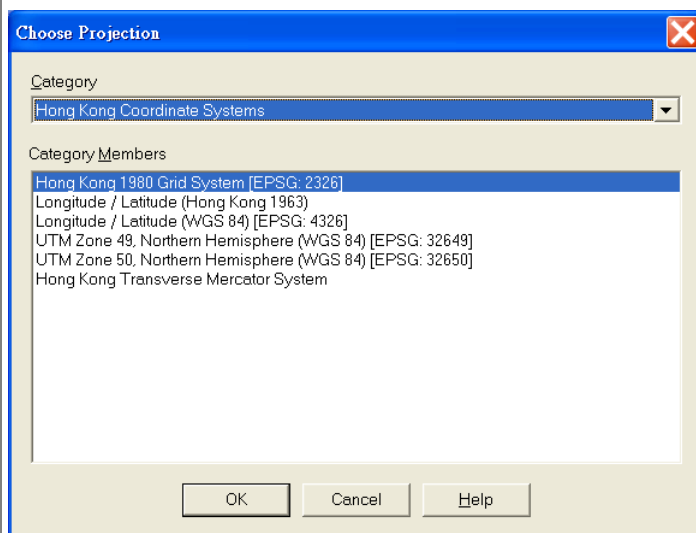 Choose Projection
Category
Hong Kong Coordinate Systems
Category Members
Hong Kong 1980 Grid System [EPSG: 2326]
Longitude / Latitude (Hong Kong 1963)
Longitude / Latitude (WGS 84) [EPSG: 4326]
UTM Zone 49, Northern Hemisphere (WGS 84) [EPSG: 32649]
UTM Zone 50, Northern Hemisphere (WGS 84) [EPSG: 32650]
Hong Kong Transverse Mercator System
OK Cancel Help